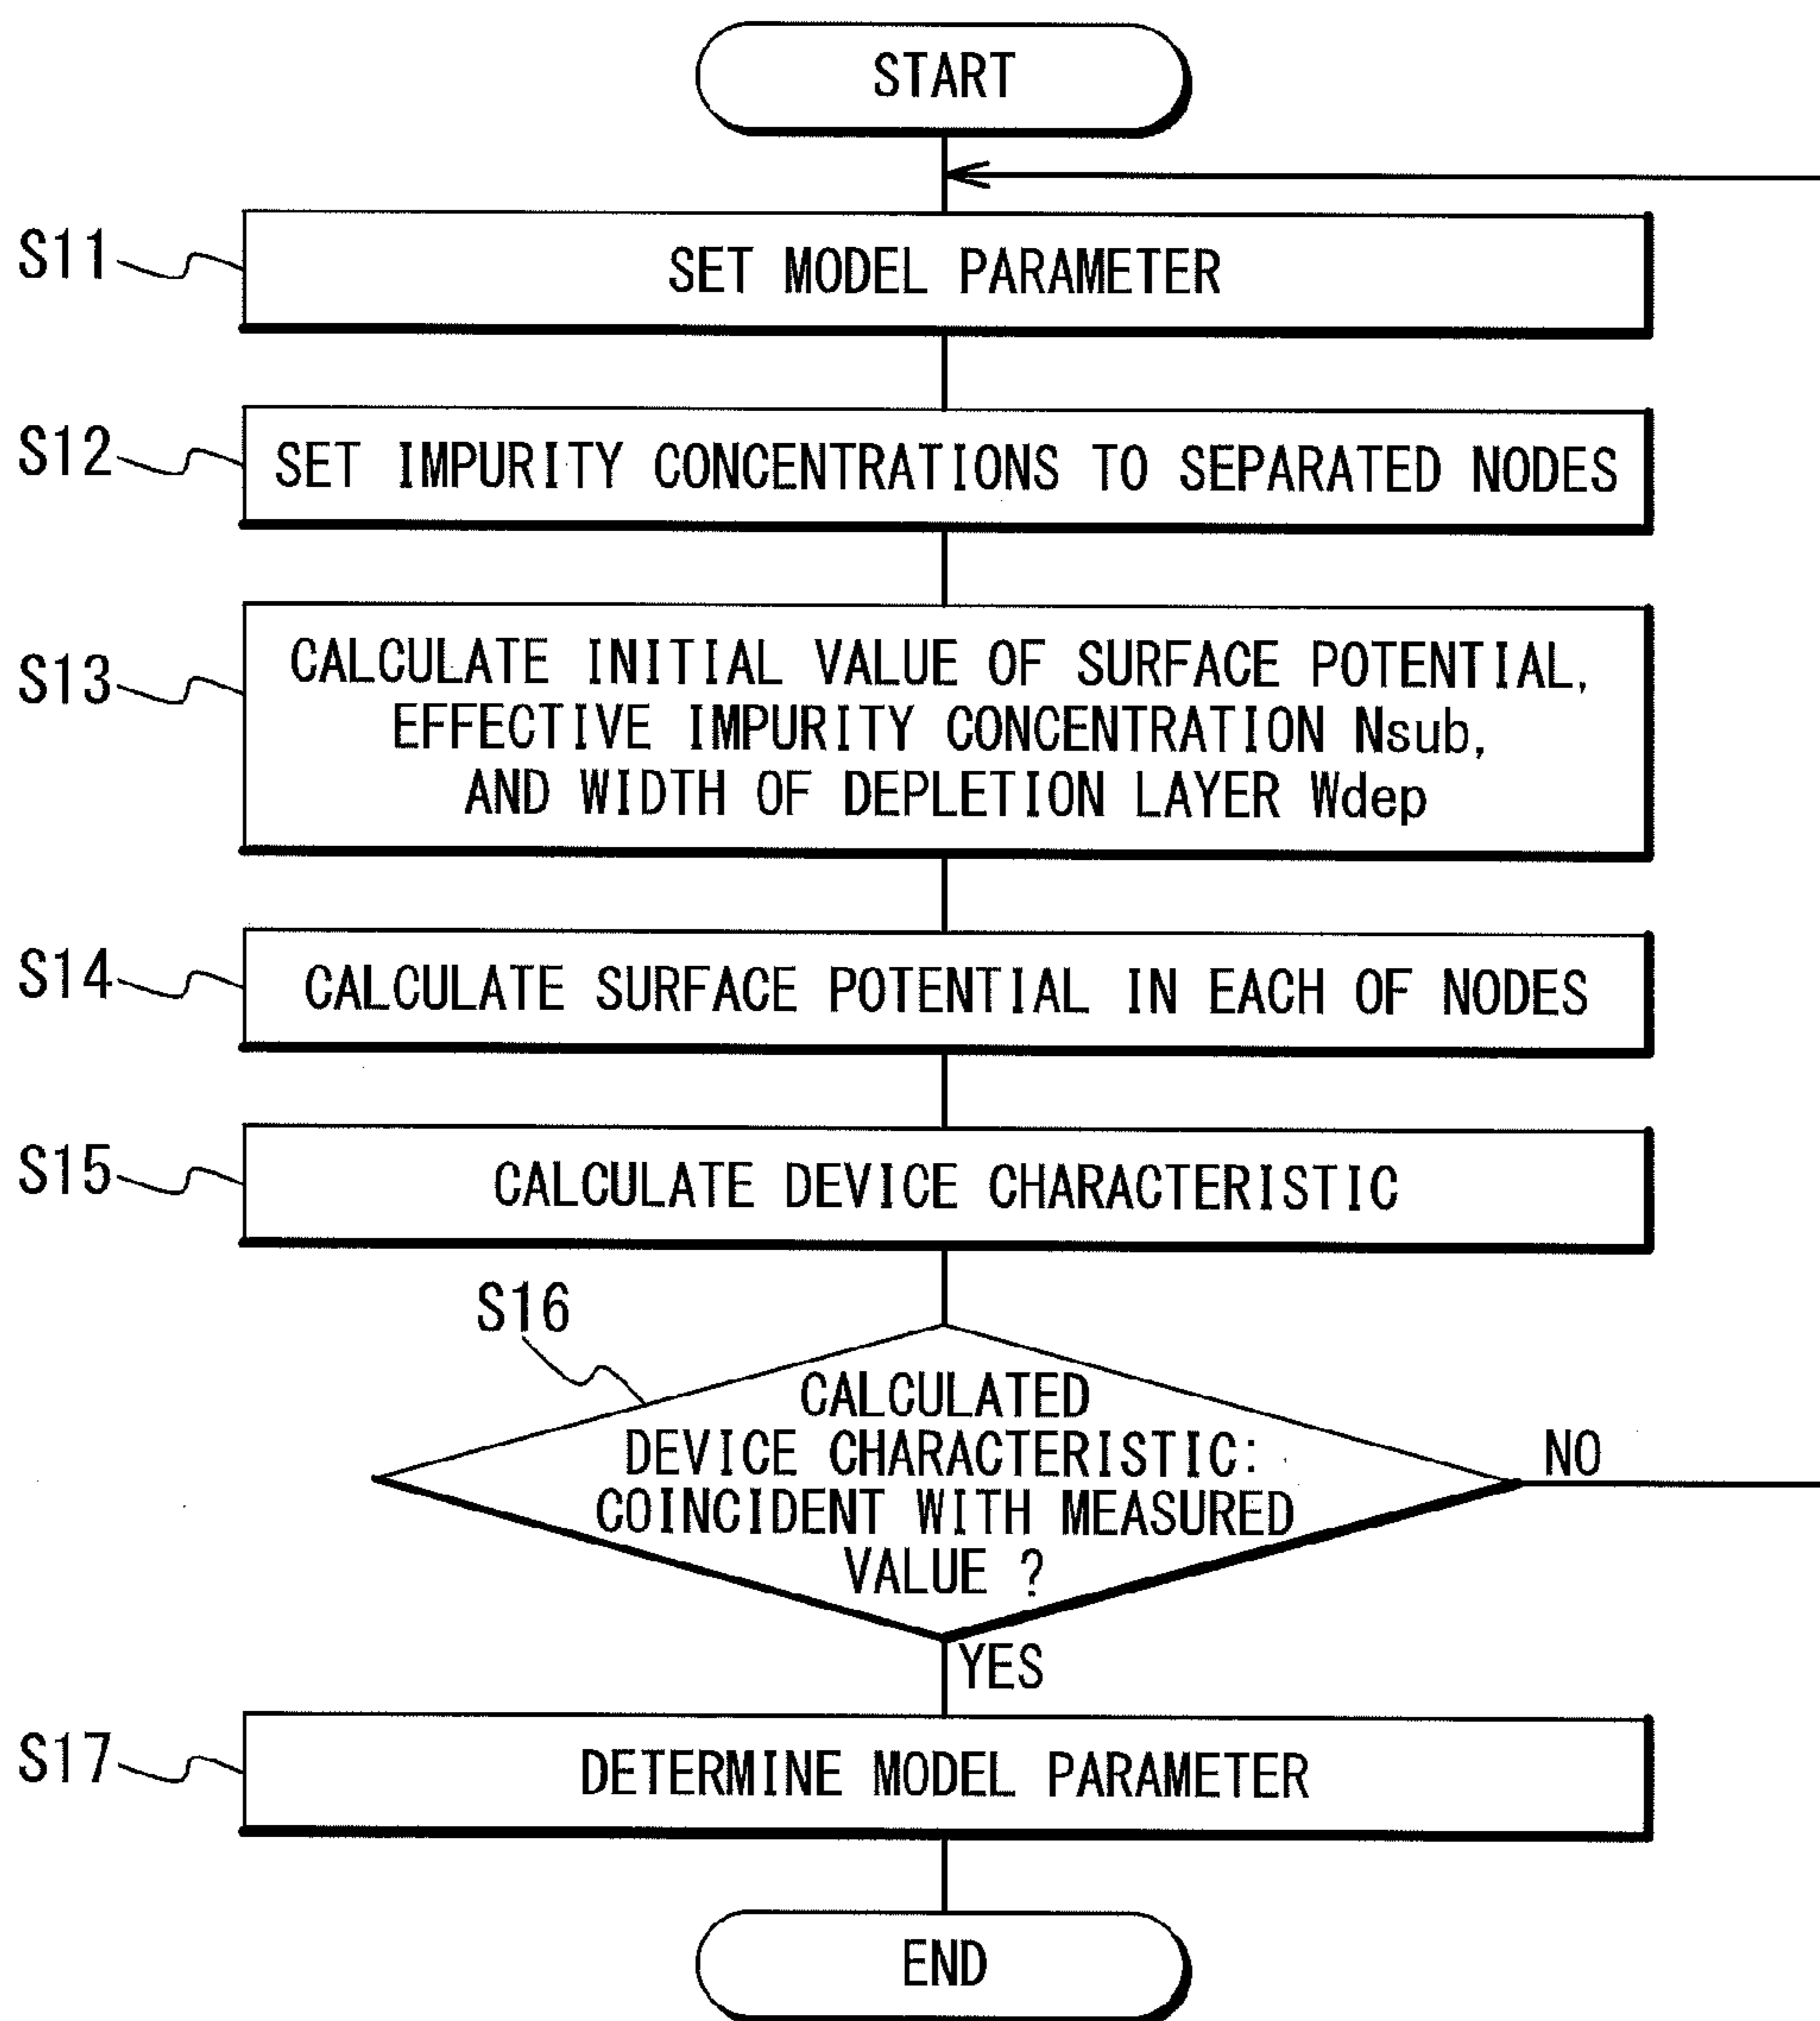 START
S11
SET MODEL PARAMETER
S12
SET IMPURITY CONCENTRATIONS TO SEPARATED NODES
S13
CALCULATE INITIAL VALUE OF SURFACE POTENTIAL,
EFFECTIVE IMPURITY CONCENTRATION Nsub,
AND WIDTH OF DEPLETION LAYER Wdep
S14
CALCULATE SURFACE POTENTIAL IN EACH OF NODES
S15
CALCULATE DEVICE CHARACTERISTIC
S16
CALCULATED
DEVICE CHARACTERISTIC:
COINCIDENT WITH MEASURED
VALUE ?
NO
YES
S17
DETERMINE MODEL PARAMETER
END